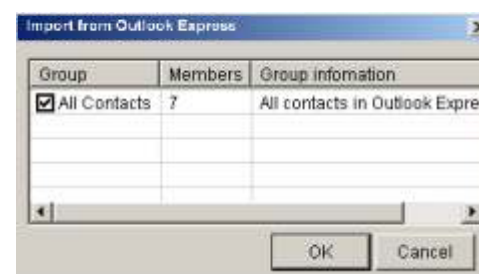 Import from Outlook Express
Group Members Group infomation
All Contacts 7 All contacts in Outlook Expre
OK Cancel